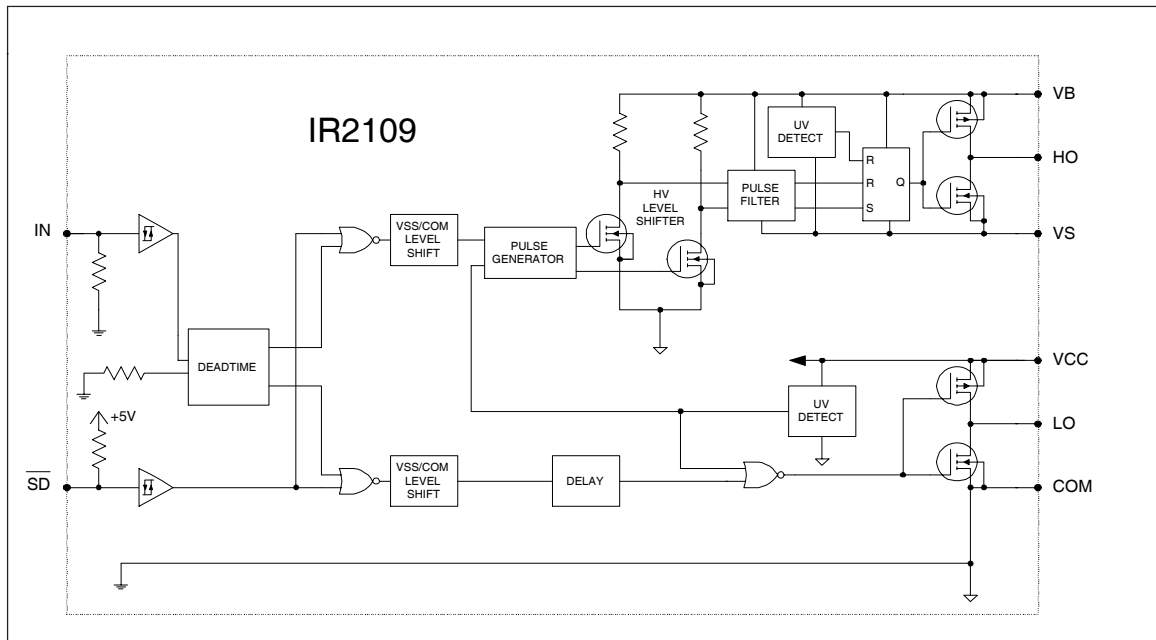 IR2109
VB
UV
DETECT
R
R
Q
S
HO
PULSE
FILTER
HV
LEVEL
SHIFTER
VS
IN
VSS/COM
LEVEL
SHIFT
PULSE
GENERATOR
DEADTIME
+5V
VCC
UV
DETECT
LO
SD
VSS/COM
LEVEL
SHIFT
DELAY
COM